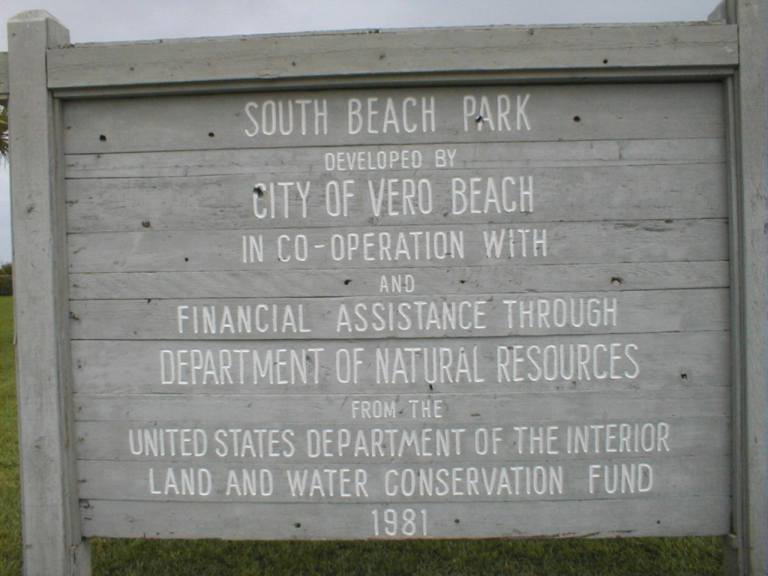 SOUTH BEACH PARK
DEVELOPED BY
CITY OF VERO BEACH
IN CO-OPERATION WITH
AND
FINANCIAL ASSISTANCE THROUGH
DEPARTMENT OF NATURAL RESOURCES
FROM THE
UNITED STATES DEPARTMENT OF THE INTERIOR
LAND AND WATER CONSERVATION FUND
1981